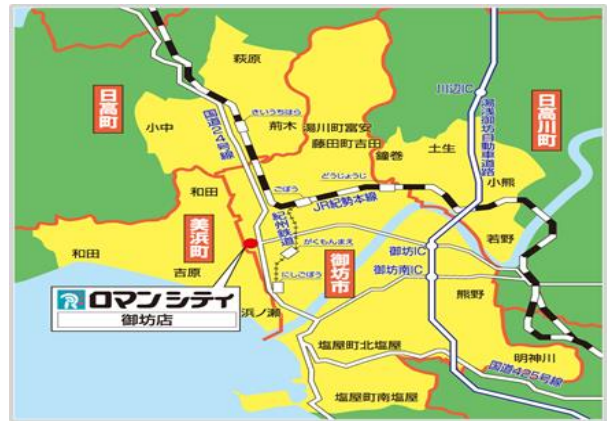 萩原
日高町
国道24号線
きいうちはら
荊木
湯川町富安
藤田町吉田
川辺IC
湯浅御坊自動車道路
日高川町
小中
鐘巻
土生
小熊
どうじょうじ
和田
ごぼう
JR紀勢本線
美浜町
紀州鉄道
がくもんまえ
若野
和田
吉原
御坊市
御坊IC
御坊南IC
にしごぼう
熊野
ロマンシティ
御坊店
浜ノ瀬
塩屋町北塩屋
明神川
国道425号線
塩屋町南塩屋